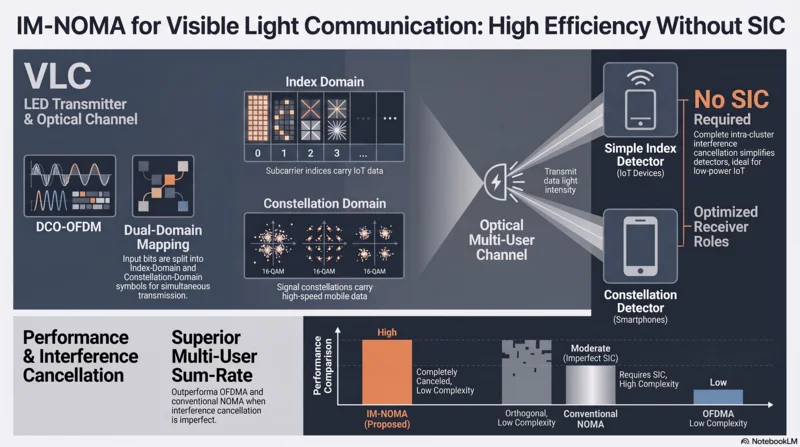 IM-NOMA for Visible Light Communication: High Efficiency Without SIC
VLC
LED Transmitter
& Optical Channel
DCO-OFDM
Dual-Domain
Mapping
Input bits are split into
Index-Domain and
Constellation-Domain
symbols for simultaneous
transmission.
Index Domain
0 1 2 3 ...
Subcarrier indices carry IoT data
Constellation Domain
16-QAM 16-QAM 16-QAM
Signal constellations carry
high-speed mobile data
Optical
Multi-User
Channel
Transmit
data light
intensity
Simple Index
Detector
(IoT Devices)
Constellation
Detector
(Smartphones)
No SIC
Required
Complete intra-cluster
interference
cancellation simplifies
detectors, ideal for
low-power IoT
Optimized
Receiver
Roles
Performance
& Interference
Cancellation
Superior
Multi-User
Sum-Rate
Outperforma OFDMA and
conventional NOMA when
interference cancellation
is imperfect.
Performance
Comparison
High
Completely
Canceled,
Low Complexity
IM-NOMA
(Proposed)
Orthogonal,
Low Complexity
Moderate
(Imperfect SIC)
Requires SIC,
High Complexity
Conventional
NOMA
Low
OFDMA
Low Complexity
NotebookLM